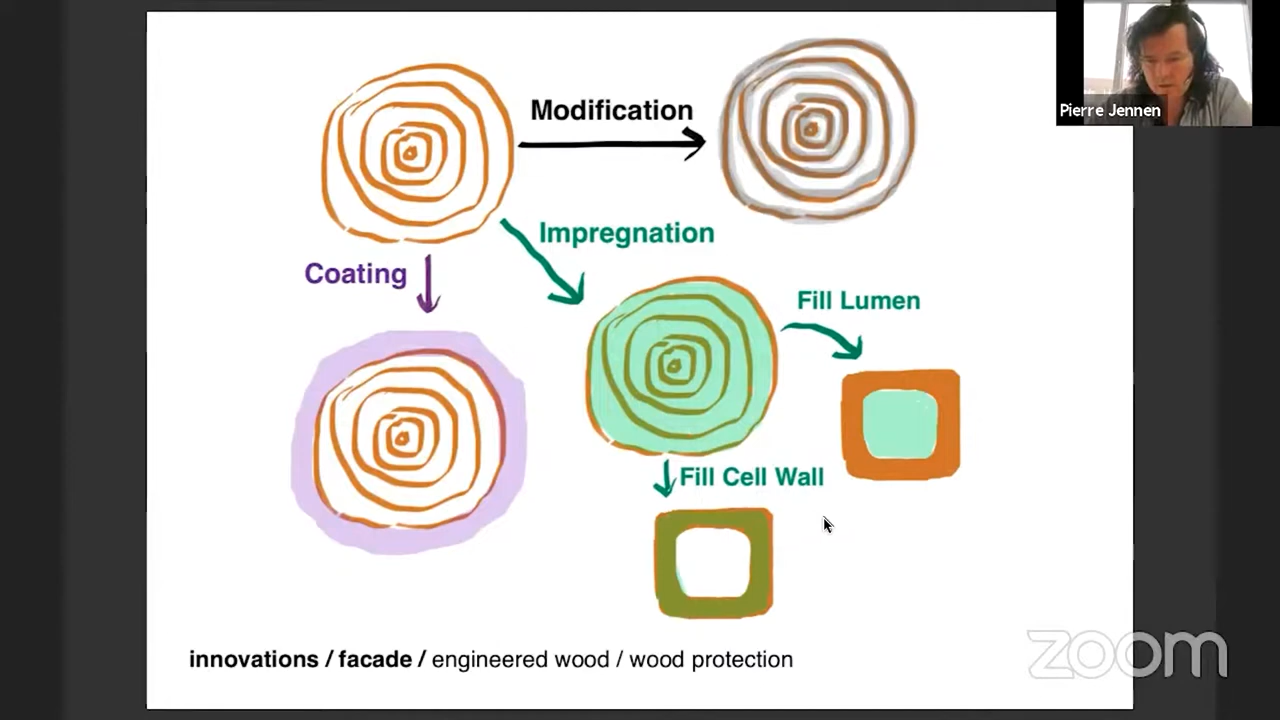 Pierre Jennen
Modification
Impregnation
Coating
Fill Lumen
Fill Cell Wall
innovations / facade / engineered wood / wood protection
zoom